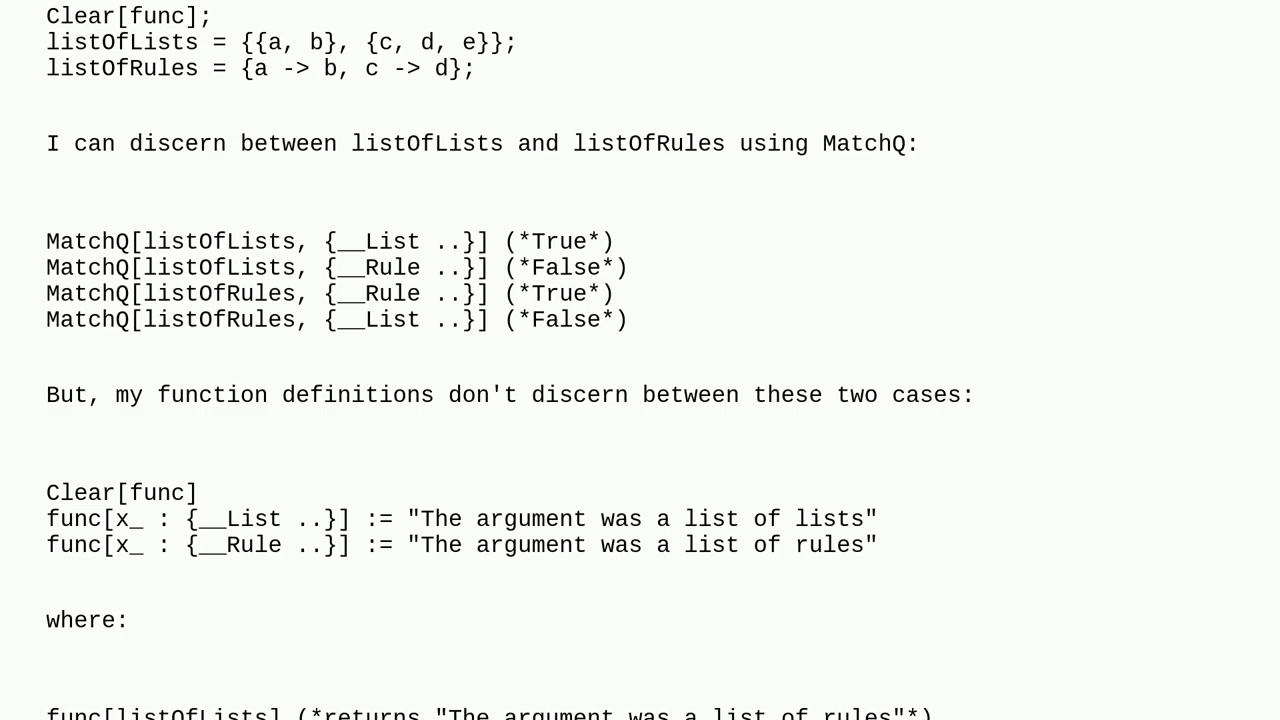 Clear[func];
listOfLists = {{a, b}, {c, d, e}};
listOfRules = {a -> b, c -> d};
I can discern between listOfLists and listOfRules using MatchQ:
MatchQ[listOfLists, {__List ..}] (*True*)
MatchQ[listOfLists, {__Rule ..}] (*False*)
MatchQ[listOfRules, {__Rule ..}] (*True*)
MatchQ[listOfRules, {__List ..}] (*False*)
But, my function definitions don't discern between these two cases:
Clear[func]
func[x_ : {__List ..}] := "The argument was a list of lists"
func[x_ : {__Rule ..}] := "The argument was a list of rules"
where:
func[listOfLists] (*returns "The argument was a list of rules"*)